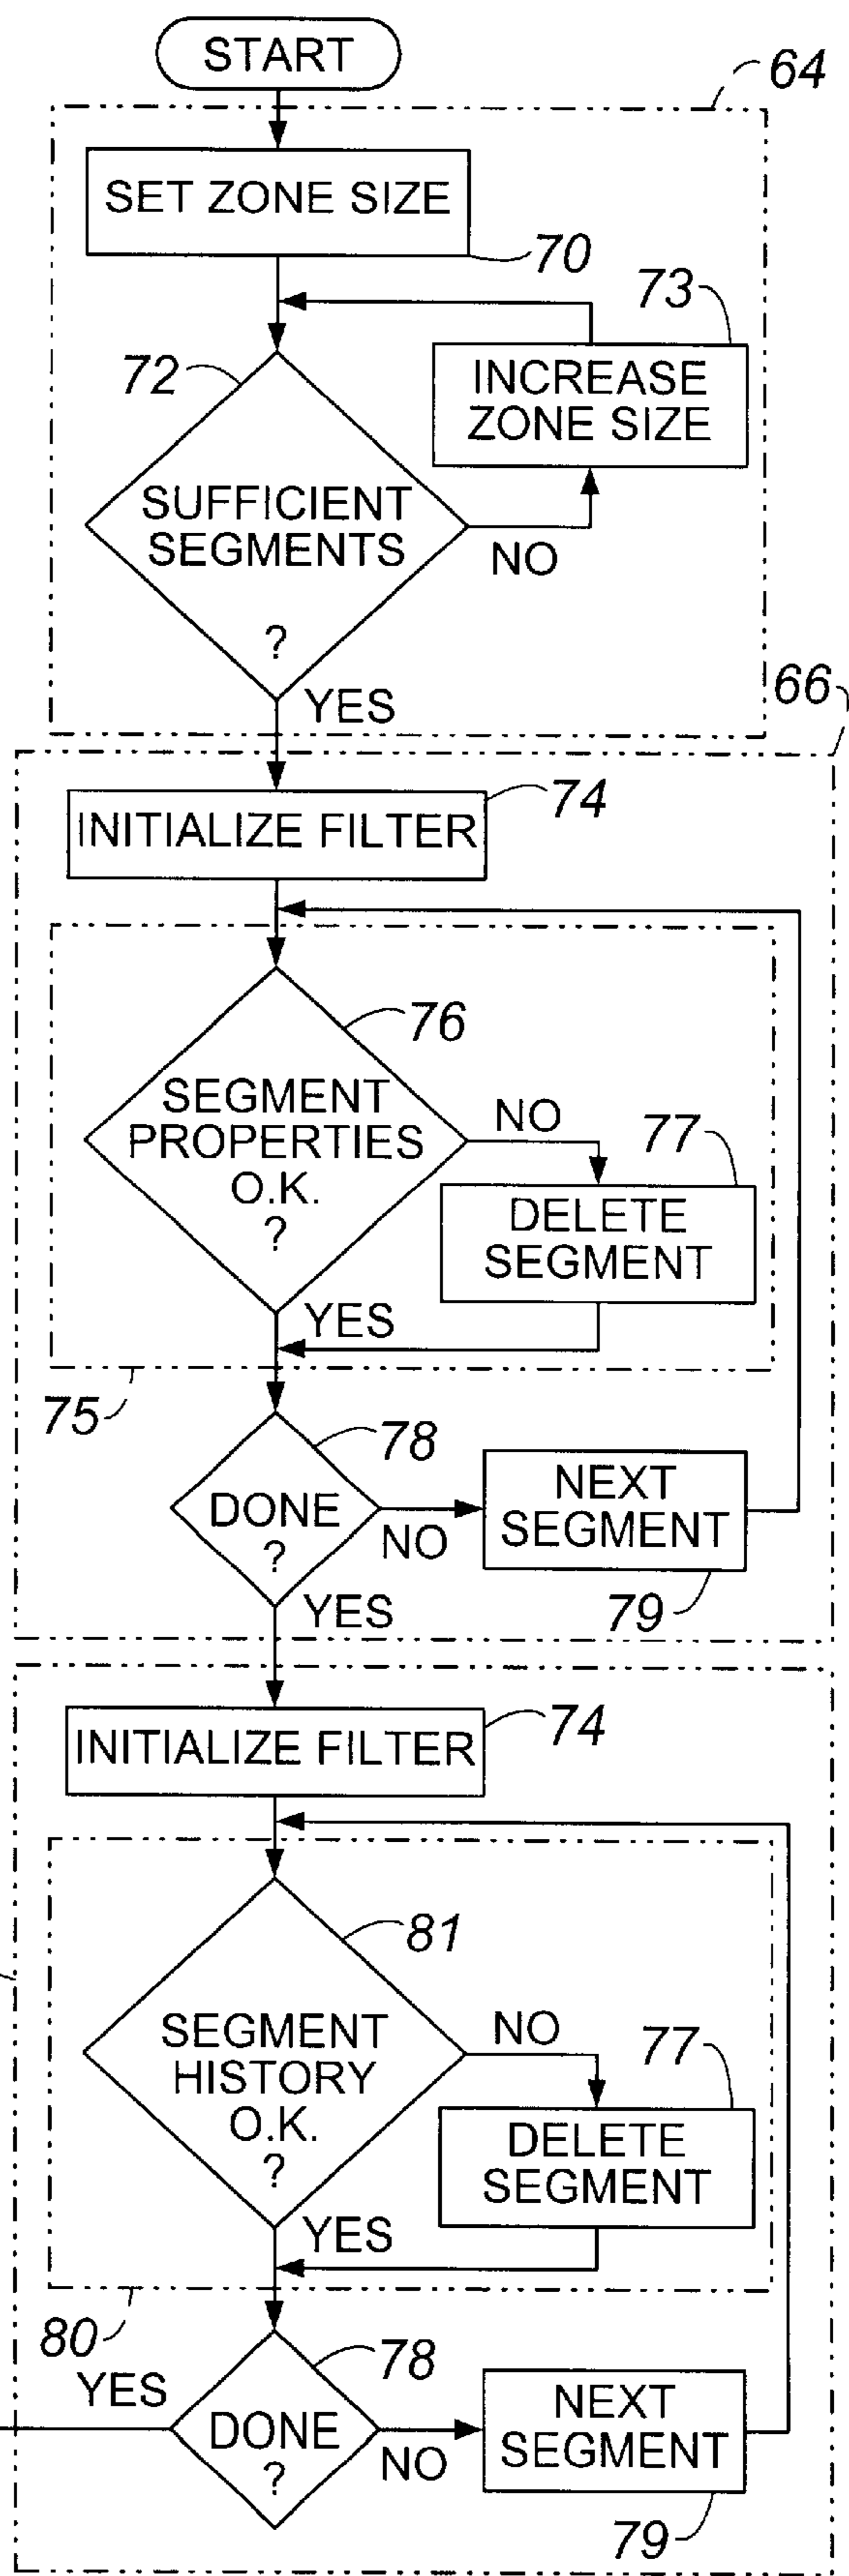 START
64
SET ZONE SIZE
70
73
72
INCREASE
ZONE SIZE
SUFFICIENT
SEGMENTS
?
NO
YES
66
74
INITIALIZE FILTER
76
SEGMENT
PROPERTIES
O.K.
?
NO
77
DELETE
SEGMENT
YES
75
78
DONE
?
NO
NEXT
SEGMENT
79
YES
74
INITIALIZE FILTER
81
SEGMENT
HISTORY
O.K.
?
NO
77
DELETE
SEGMENT
YES
80
78
YES
DONE
?
NO
NEXT
SEGMENT
79